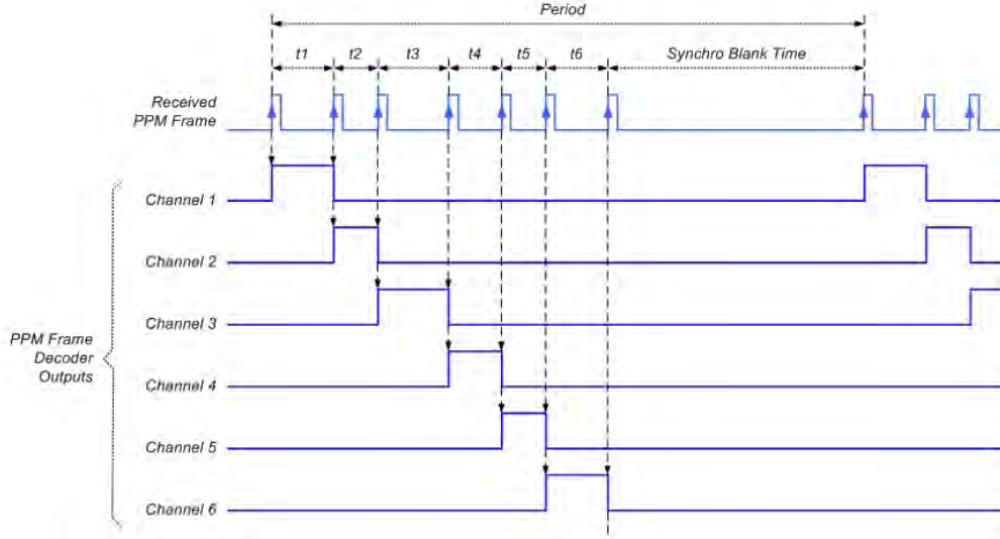 Period
t1 t2 t3 t4 t5 t6 Synchro Blank Time
Received
PPM Frame
Channel 1
Channel 2
Channel 3
PPM Frame
Decoder
Outputs
Channel 4
Channel 5
Channel 6